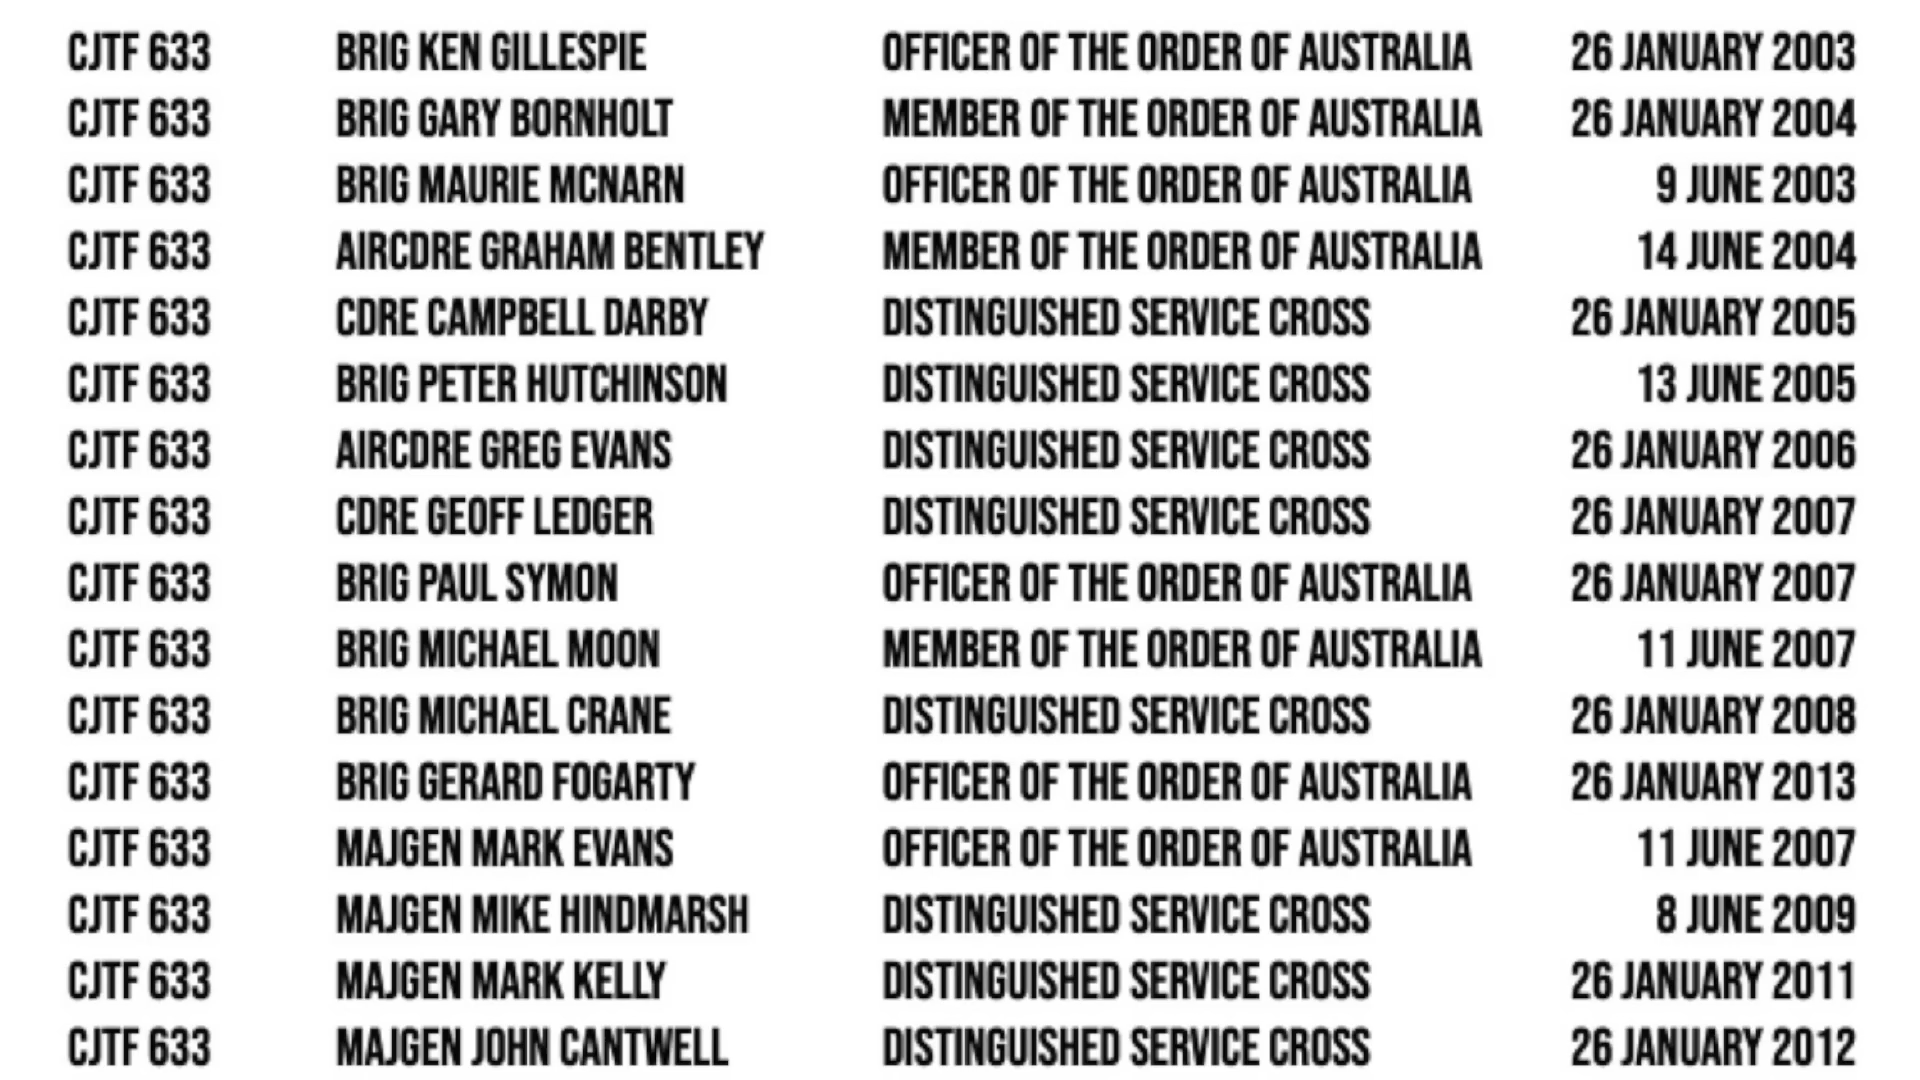 CJTF 633 BRIG KEN GILLESPIE OFFICER OF THE ORDER OF AUSTRALIA 26 JANUARY 2003
CJTF 633 BRIG GARY BORNHOLT MEMBER OF THE ORDER OF AUSTRALIA 26 JANUARY 2004
CJTF 633 BRIG MAURIE MCNARN OFFICER OF THE ORDER OF AUSTRALIA 9 JUNE 2003
CJTF 633 AIRCDRE GRAHAM BENTLEY MEMBER OF THE ORDER OF AUSTRALIA 14 JUNE 2004
CJTF 633 CDRE CAMPBELL DARBY DISTINGUISHED SERVICE CROSS 26 JANUARY 2005
CJTF 633 BRIG PETER HUTCHINSON DISTINGUISHED SERVICE CROSS 13 JUNE 2005
CJTF 633 AIRCDRE GREG EVANS DISTINGUISHED SERVICE CROSS 26 JANUARY 2006
CJTF 633 CDRE GEOFF LEDGER DISTINGUISHED SERVICE CROSS 26 JANUARY 2007
CJTF 633 BRIG PAUL SYMON OFFICER OF THE ORDER OF AUSTRALIA 26 JANUARY 2007
CJTF 633 BRIG MICHAEL MOON MEMBER OF THE ORDER OF AUSTRALIA 11 JUNE 2007
CJTF 633 BRIG MICHAEL CRANE DISTINGUISHED SERVICE CROSS 26 JANUARY 2008
CJTF 633 BRIG GERARD FOGARTY OFFICER OF THE ORDER OF AUSTRALIA 26 JANUARY 2013
CJTF 633 MAJGEN MARK EVANS OFFICER OF THE ORDER OF AUSTRALIA 11 JUNE 2007
CJTF 633 MAJGEN MIKE HINDMARSH DISTINGUISHED SERVICE CROSS 8 JUNE 2009
CJTF 633 MAJGEN MARK KELLY DISTINGUISHED SERVICE CROSS 26 JANUARY 2011
CJTF 633 MAJGEN JOHN CANTWELL DISTINGUISHED SERVICE CROSS 26 JANUARY 2012